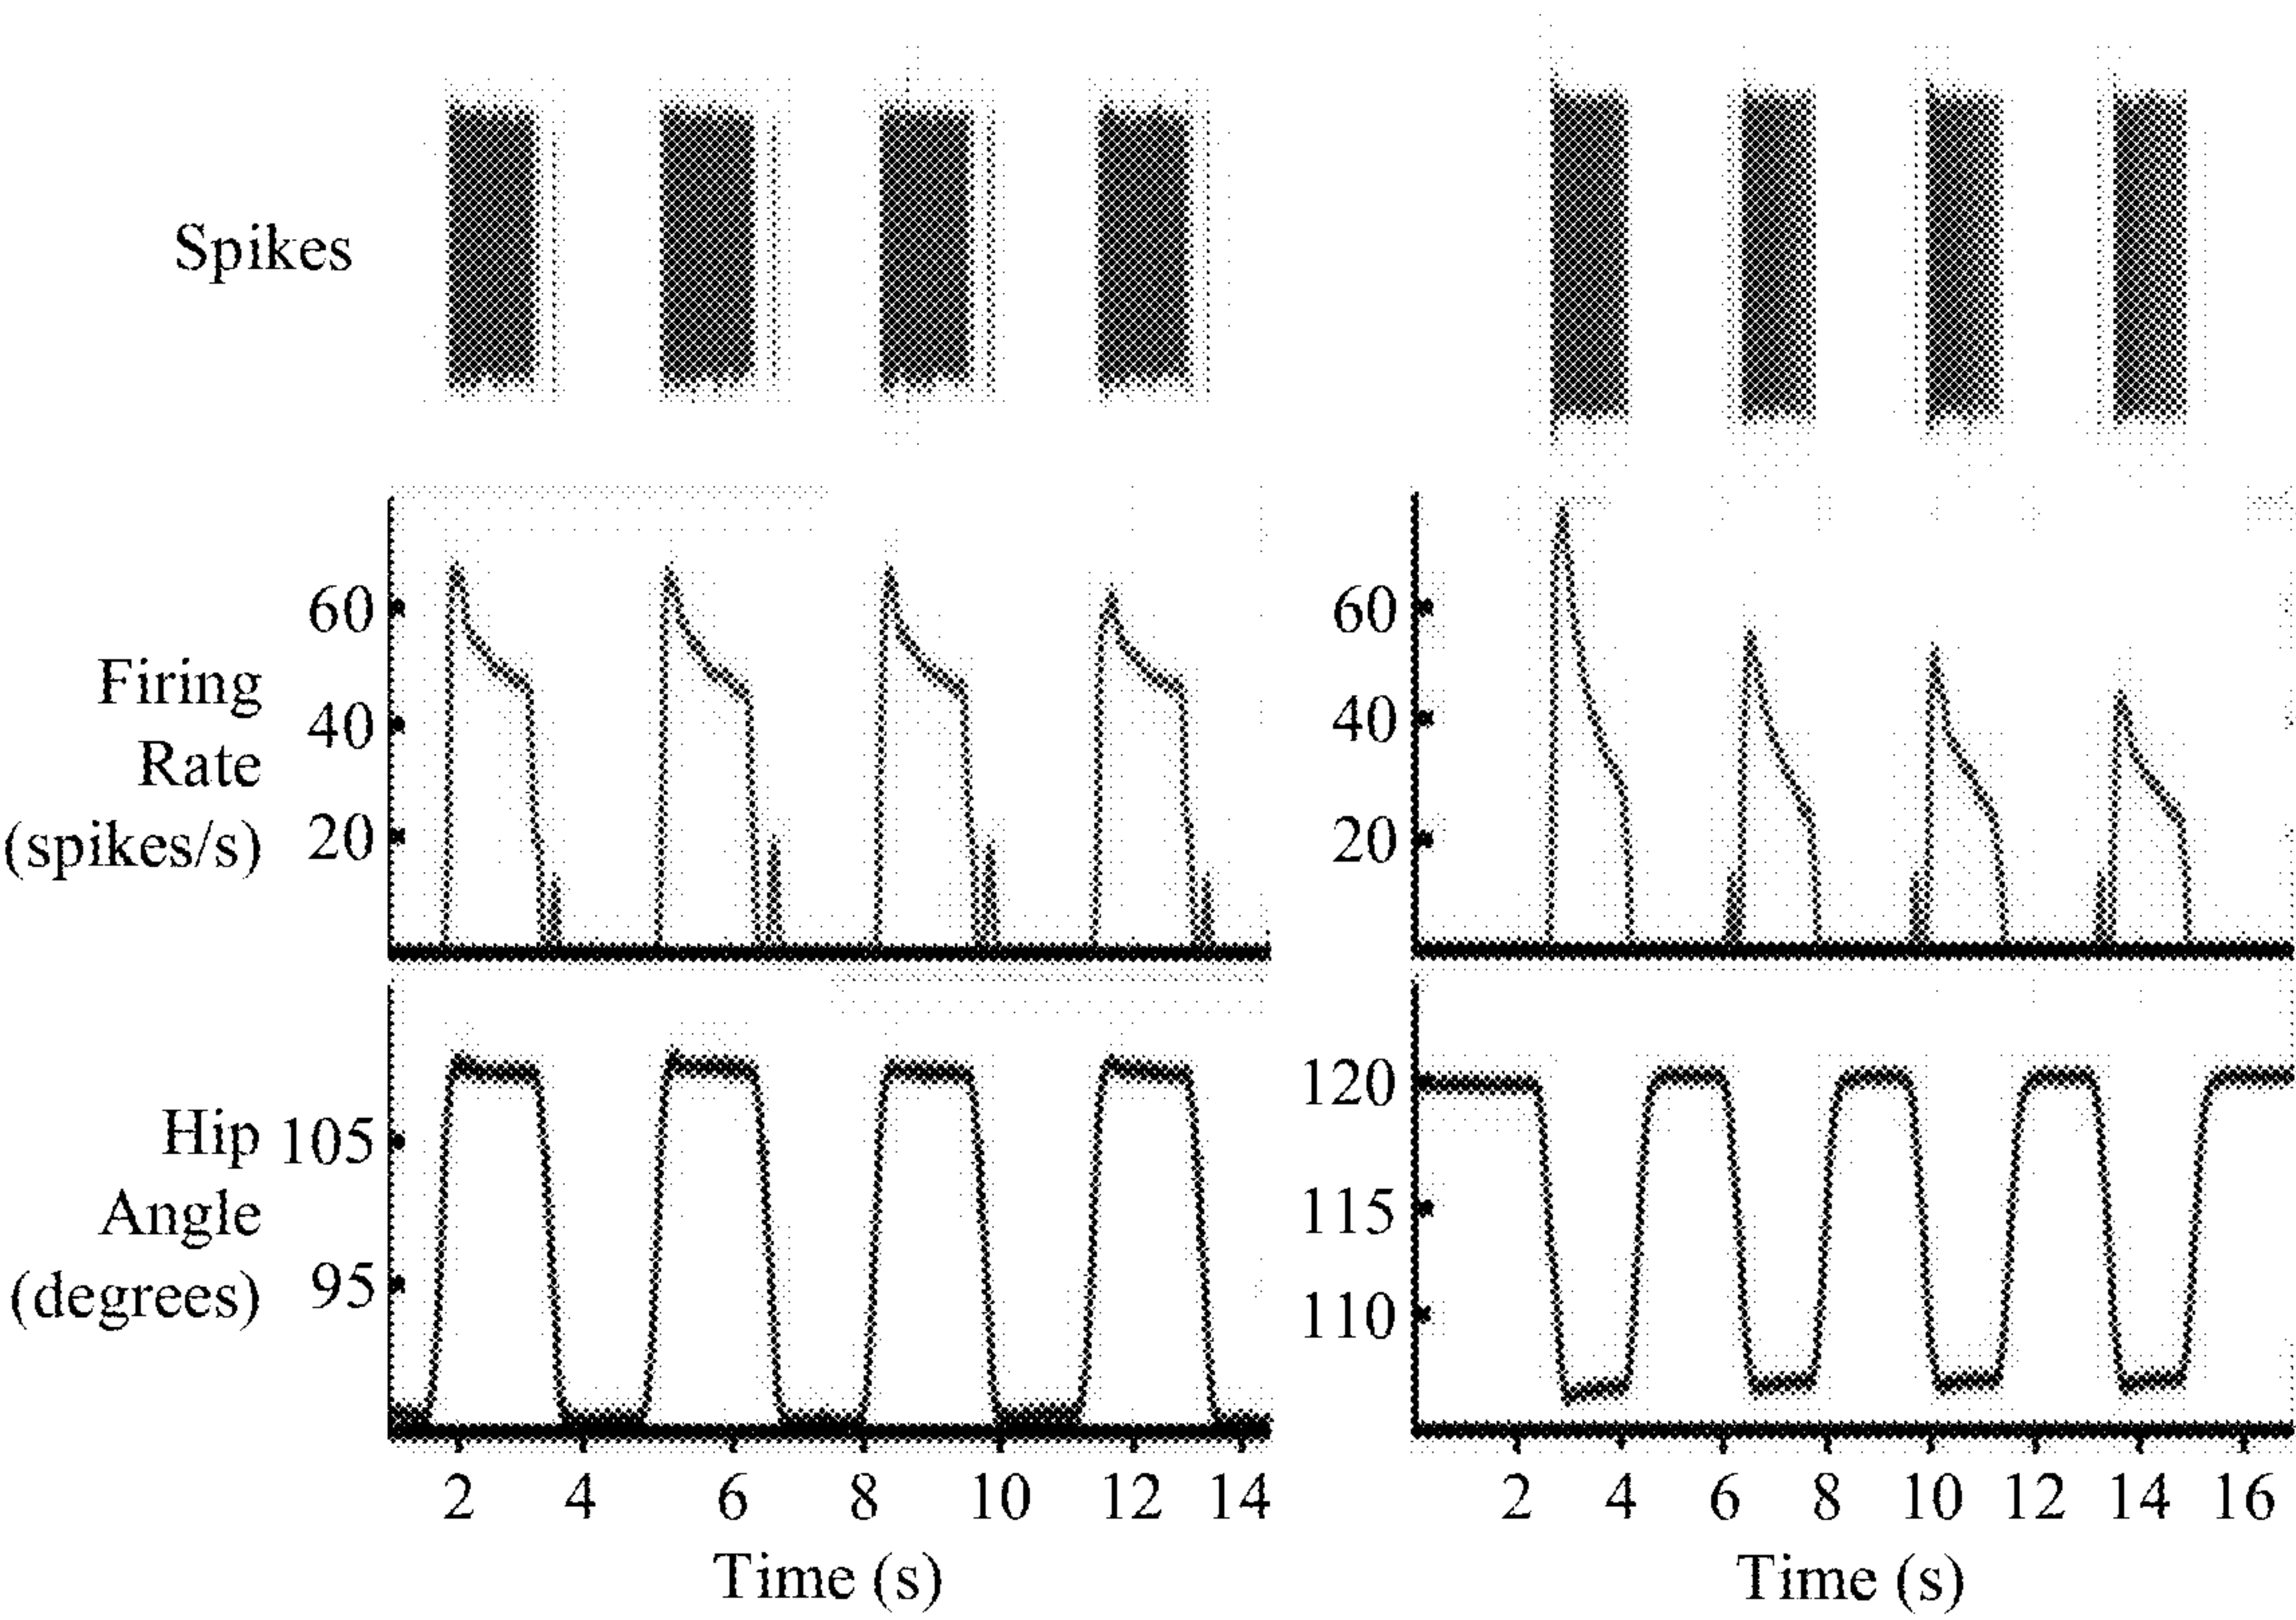 Spikes
Firing
Rate
(spikes/s)
60
40
20
60
40
20
Hip
Angle
(degrees)
105
95
120
115
110
2 4 6 8 10 12 14
2 4 6 8 10 12 14 16
Time (s)
Time (s)